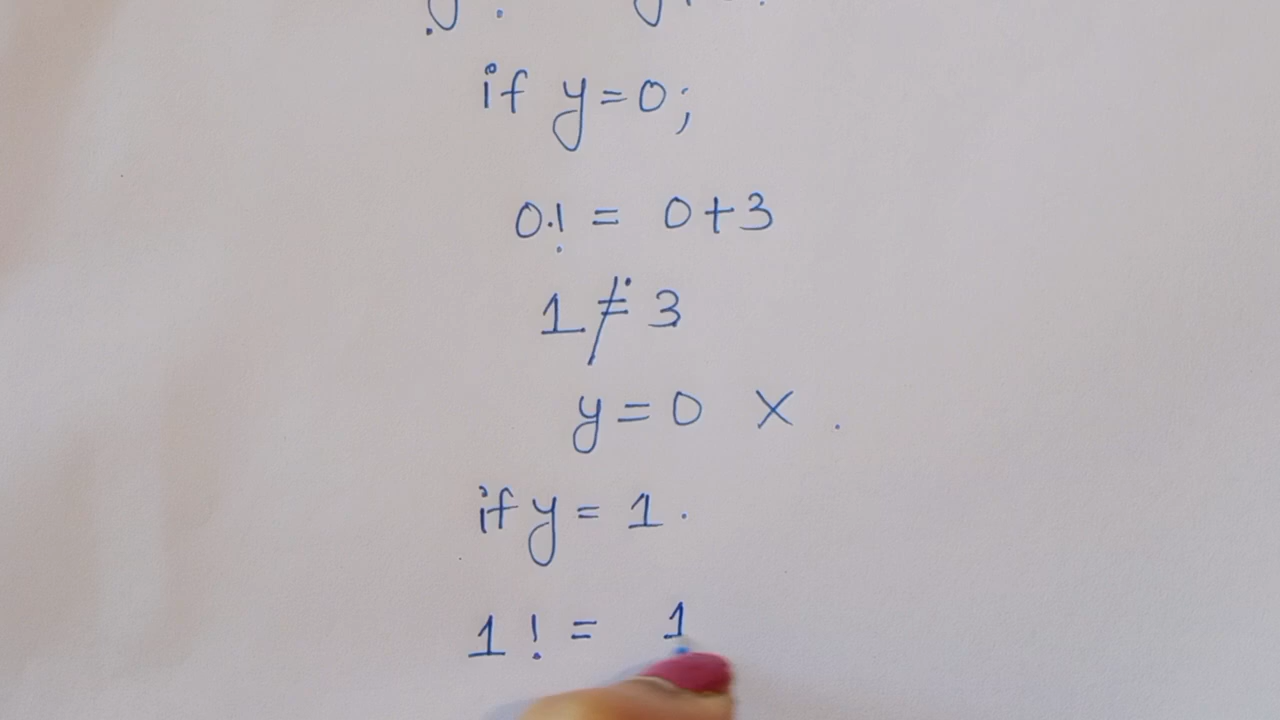 if y=0;
0! = 0+3
1 ≠ 3
y=0 ×
if y = 1.
1! = 1